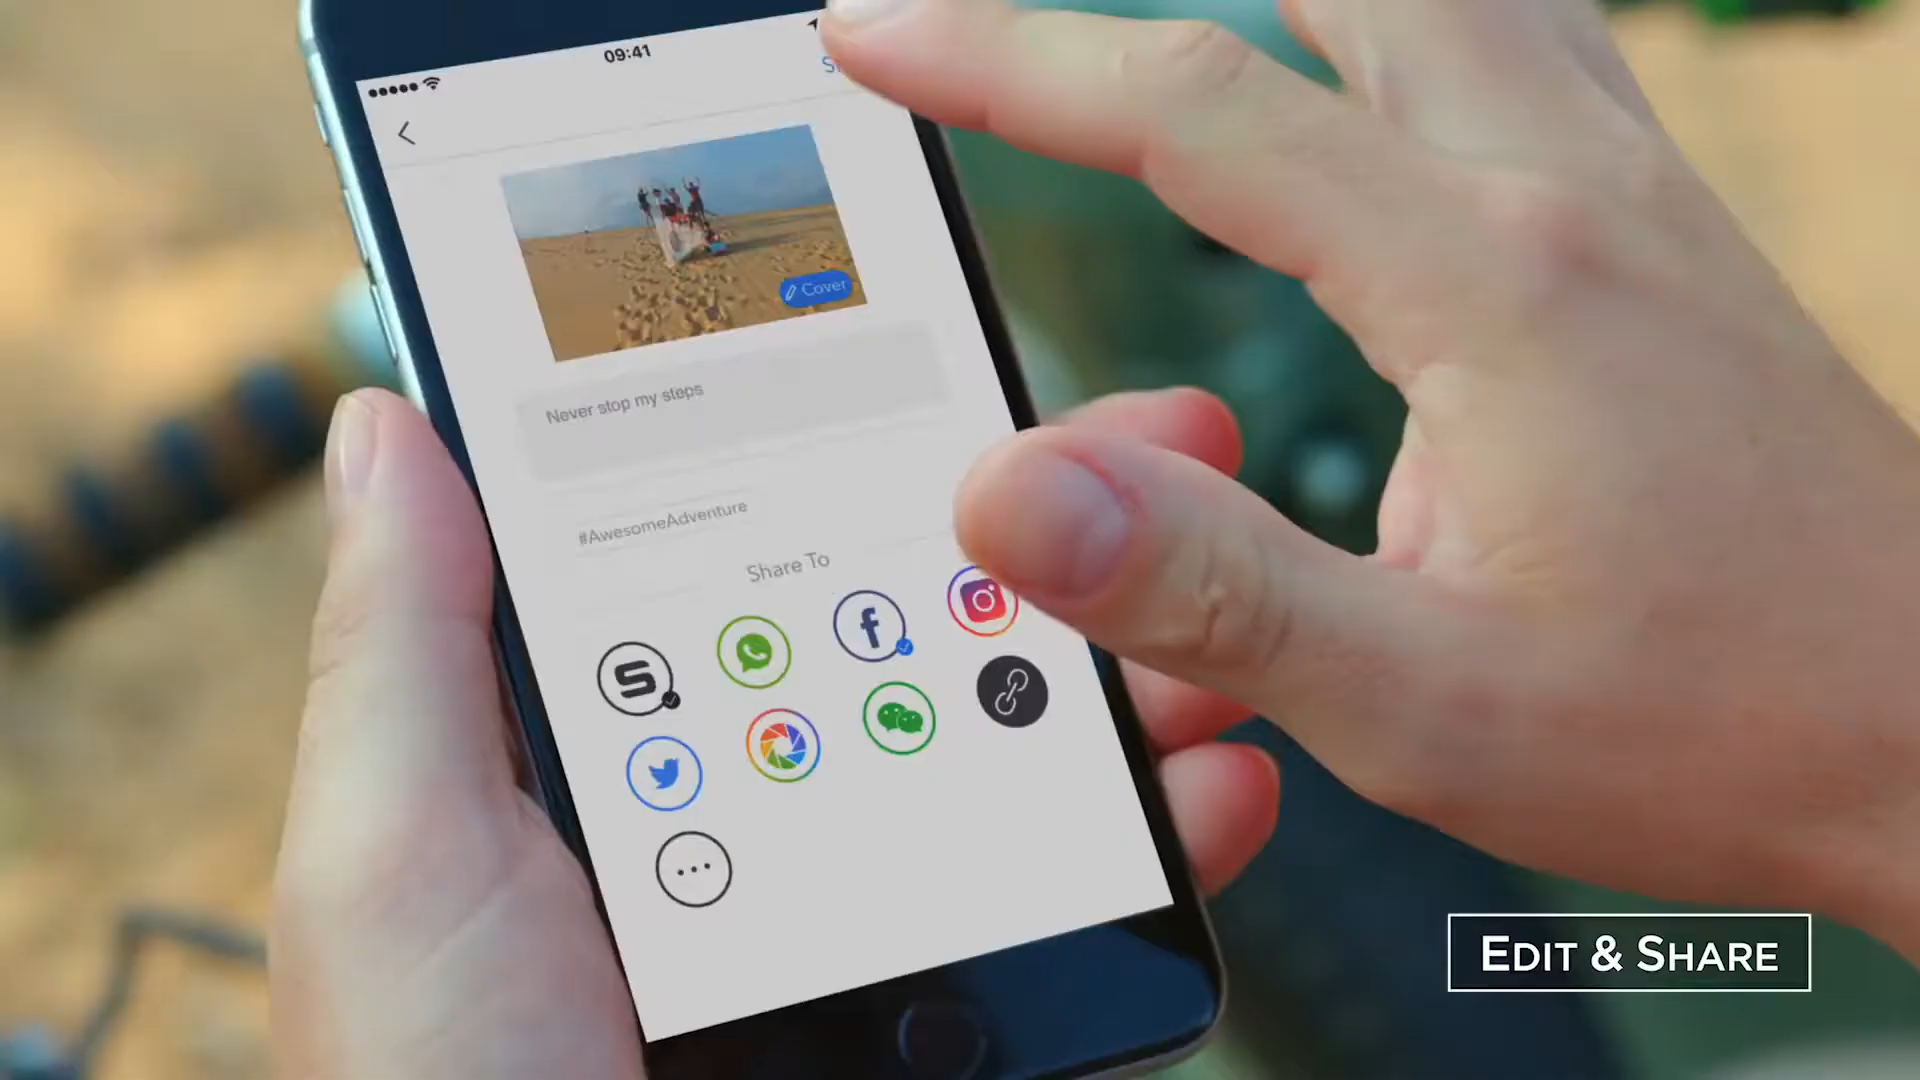 09:41
Cover
Never stop my steps
#AwesomeAdventure
Share To
EDIT & SHARE